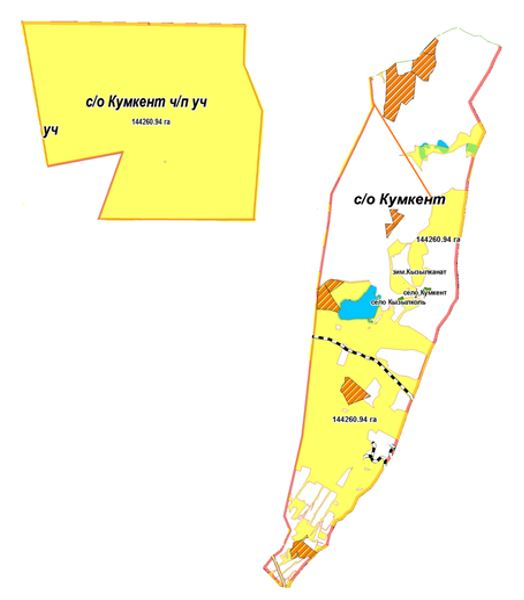 с/о Кумкент ч/п уч
144260.94 га
уч
с/о Кумкент
144260.94 га
зим.Кызылканат
село Кумкент
село Кызылколь
144260.94 га